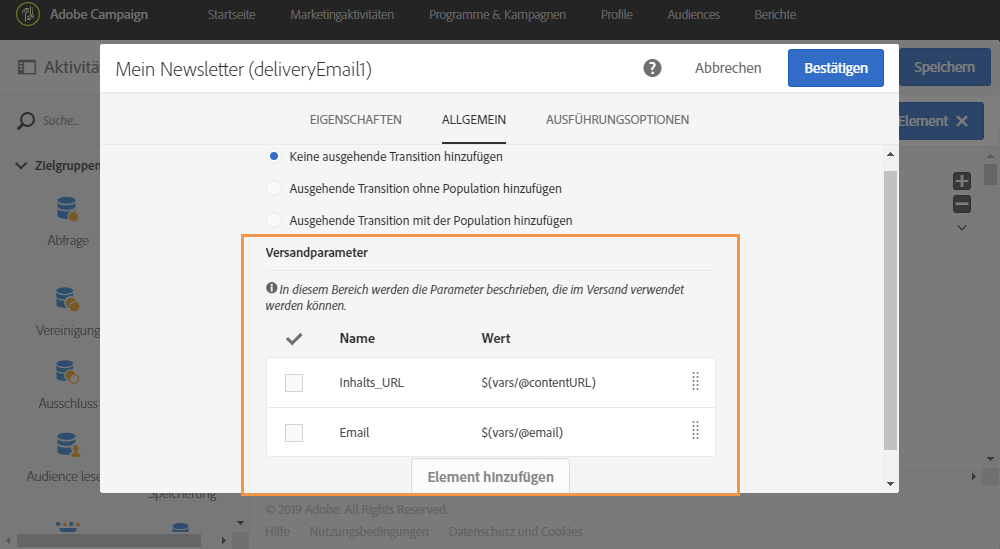 Adobe Campaign Startseite Marketingaktivitäten Programme & Kampagnen Profile Audiences Berichte
Aktivitä
Speichern
Mein Newsletter (deliveryEmail1)
? Abbrechen Bestätigen
Suche...
Element ✕
EIGENSCHAFTEN ALLGEMEIN AUSFÜHRUNGSOPTIONEN
Zielgruppen
Abfrage
Vereinigung
Ausschluss
Audience lese
Speicherung
Keine ausgehende Transition hinzufügen
Ausgehende Transition ohne Population hinzufügen
Ausgehende Transition mit der Population hinzufügen
Versandparameter
In diesem Bereich werden die Parameter beschrieben, die im Versand verwendet
werden können.
Name Wert
Inhalts_URL $(vars/@contentURL)
Email $(vars/@email)
Element hinzufügen
© 2019 Adobe. All Rights Reserved.
Hilfe Nutzungsbedingungen Datenschutz und Cookies